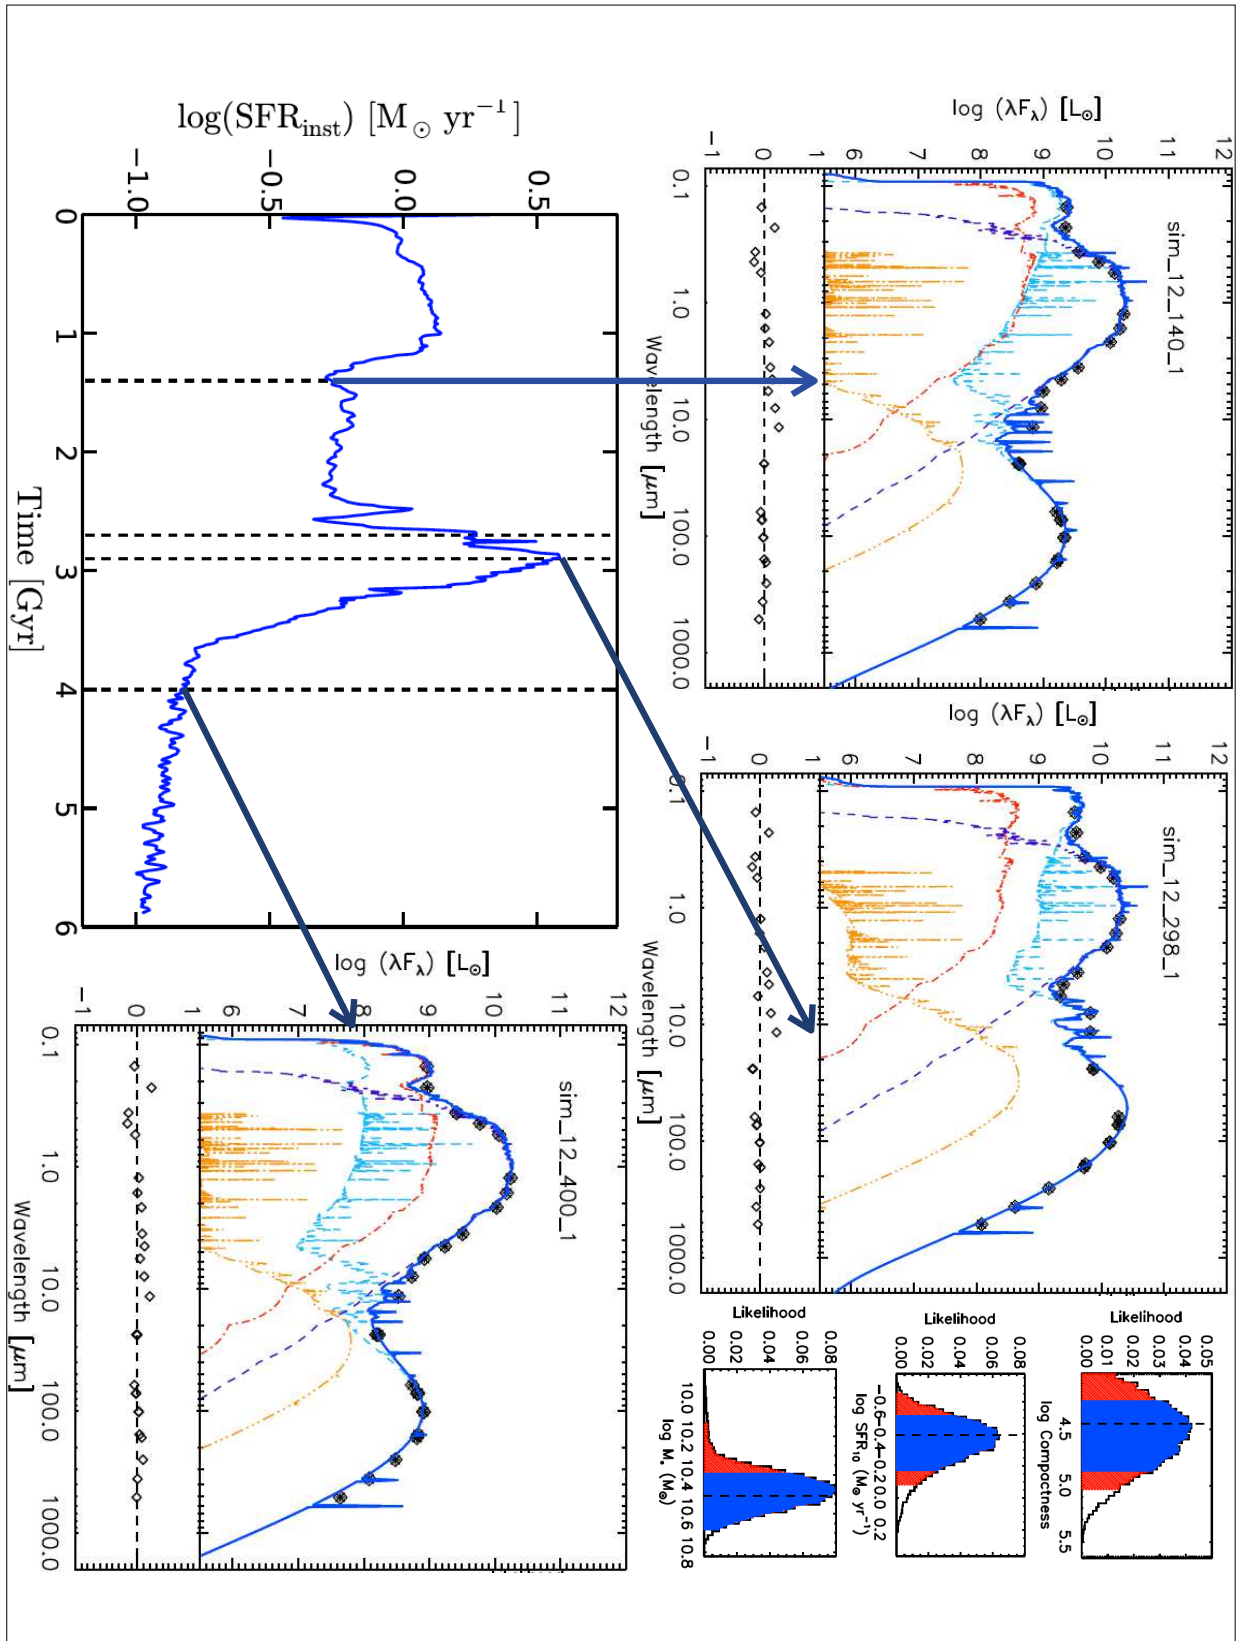 sim_12_140_1
log (λF_λ) [L_⊙]
12
11
10
9
8
7
6
1
0
−1
0.1 1.0 10.0 100.0 1000.0
Wavelength [μm]
sim_12_298_1
log (λF_λ) [L_⊙]
12
11
10
9
8
7
6
1
0
−1
0.1 1.0 10.0 100.0 1000.0
Wavelength [μm]
Likelihood
0.05
0.04
0.03
0.02
0.01
0.00
4.5 5.0 5.5
log Compactness
Likelihood
0.08
0.06
0.04
0.02
0.00
−0.6−0.4−0.2 0.0 0.2
log SFR₁₀ (M_⊙ yr⁻¹)
Likelihood
0.08
0.06
0.04
0.02
0.00
10.0 10.2 10.4 10.6 10.8
log M_* (M_⊙)
log(SFR_inst) [M_⊙ yr⁻¹]
0.5
0.0
−0.5
−1.0
0 1 2 3 4 5 6
Time [Gyr]
sim_12_400_1
log (λF_λ) [L_⊙]
12
11
10
9
8
7
6
1
0
−1
0.1 1.0 10.0 100.0 1000.0
Wavelength [μm]